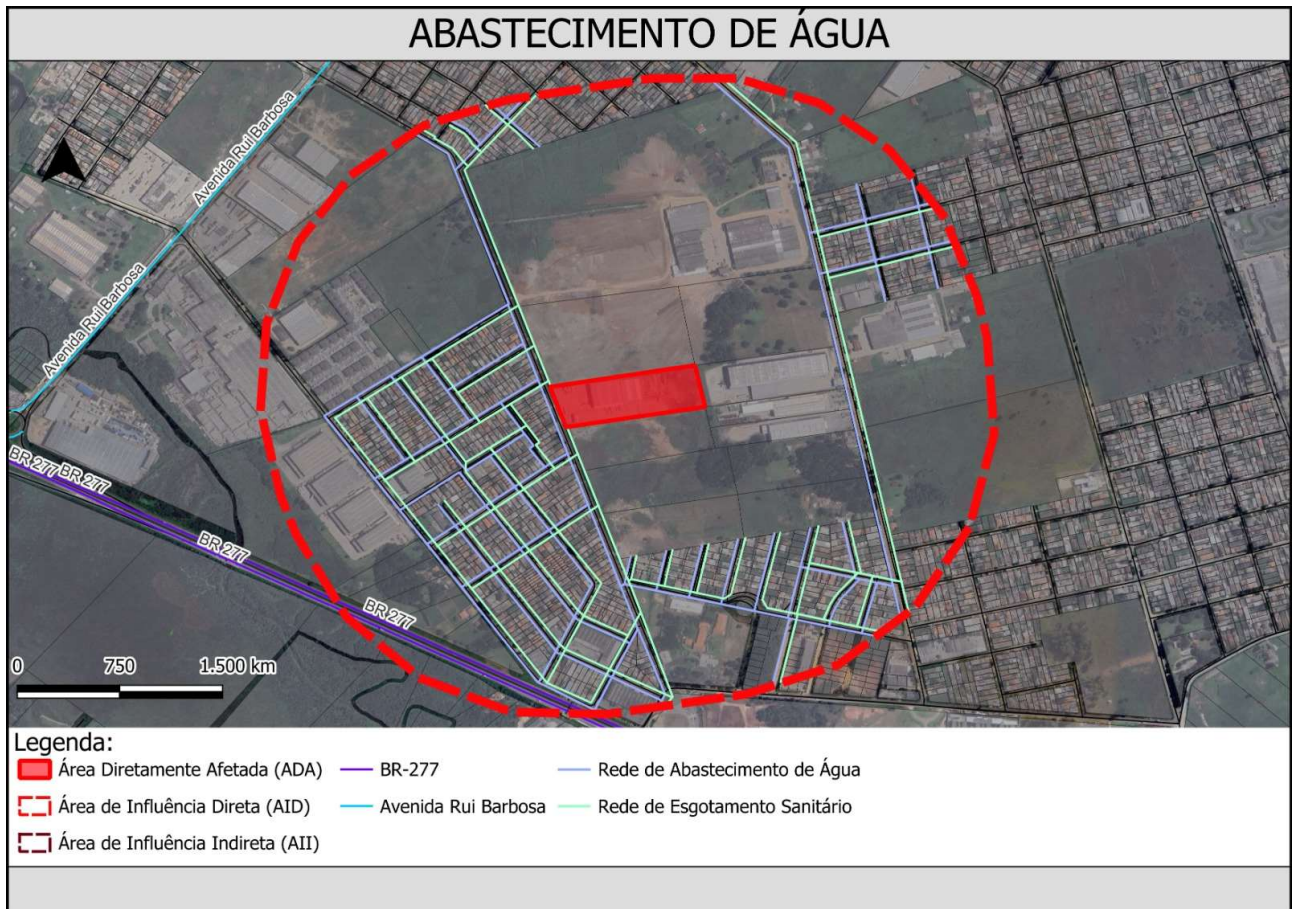 ABASTECIMENTO DE ÁGUA
Avenida Rui Barbosa
Avenida Rui Barbosa
BR 277
BR 277
BR 277
BR 277
0 750 1.500 km
Legenda:
Área Diretamente Afetada (ADA)
Área de Influência Direta (AID)
Área de Influência Indireta (AII)
BR-277
Avenida Rui Barbosa
Rede de Abastecimento de Água
Rede de Esgotamento Sanitário